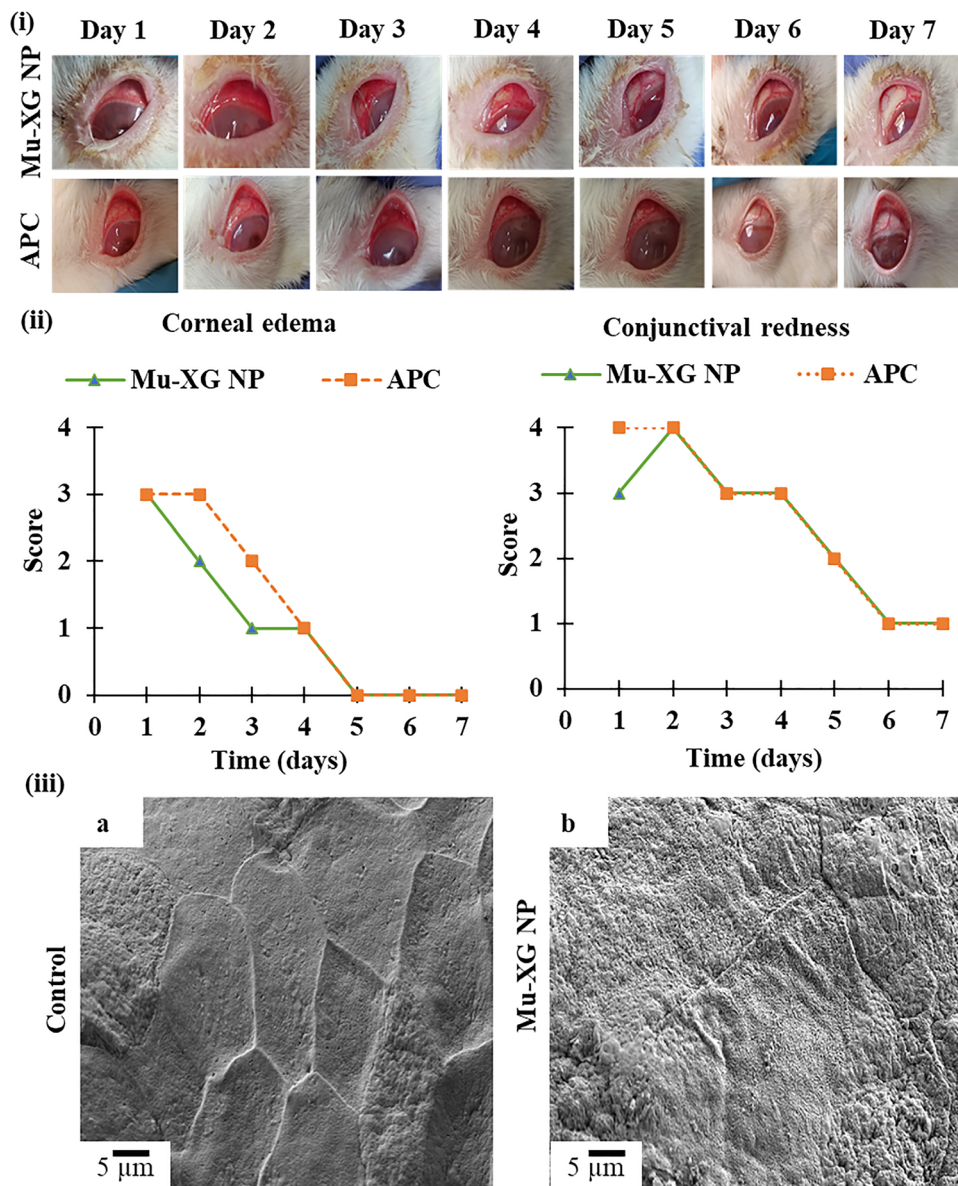 (i)
Day 1 Day 2 Day 3 Day 4 Day 5 Day 6 Day 7
Mu-XG NP
APC
(ii)
Corneal edema
Mu-XG NP APC
4
3
2
1
0
Score
0 1 2 3 4 5 6 7
Time (days)
Conjunctival redness
Mu-XG NP APC
4
3
2
1
0
Score
0 1 2 3 4 5 6 7
Time (days)
(iii)
a
Control
5 µm
b
Mu-XG NP
5 µm